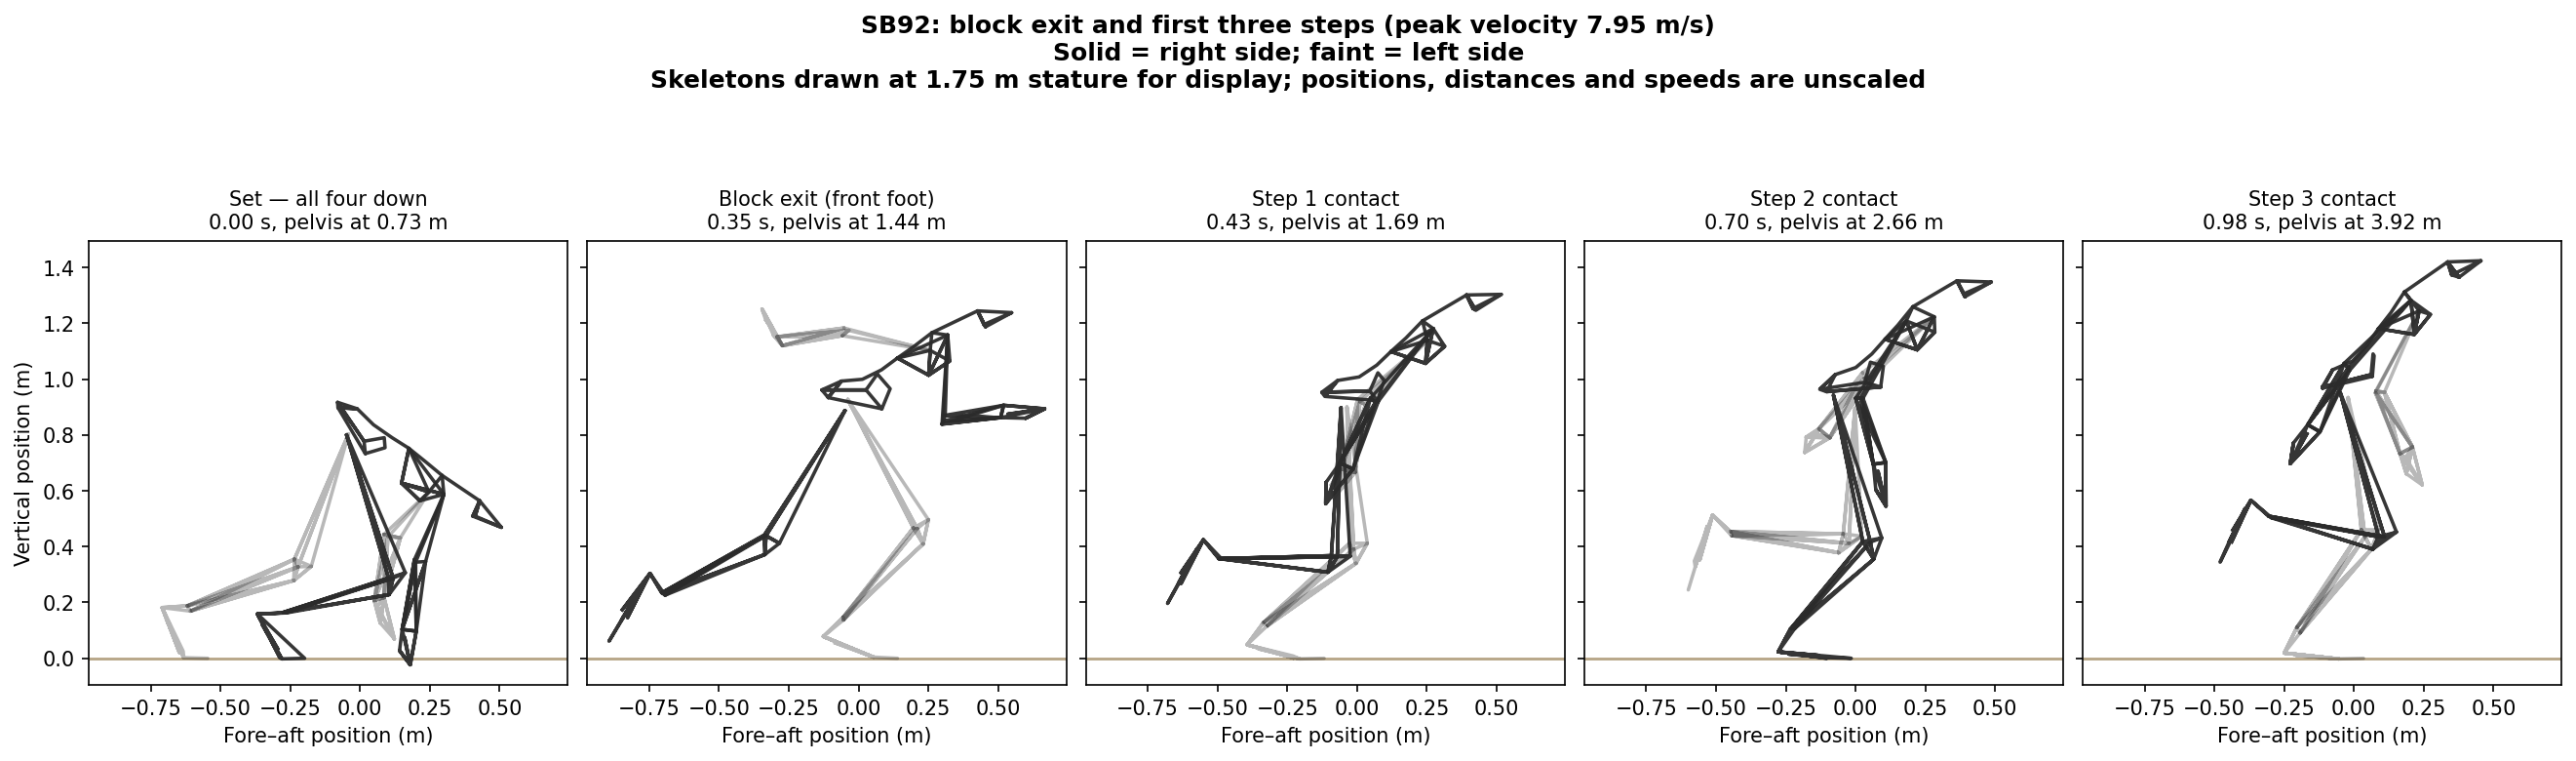 SB92: block exit and first three steps (peak velocity 7.95 m/s)
Solid = right side; faint = left side
Skeletons drawn at 1.75 m stature for display; positions, distances and speeds are unscaled
Set — all four down
0.00 s, pelvis at 0.73 m
Block exit (front foot)
0.35 s, pelvis at 1.44 m
Step 1 contact
0.43 s, pelvis at 1.69 m
Step 2 contact
0.70 s, pelvis at 2.66 m
Step 3 contact
0.98 s, pelvis at 3.92 m
Vertical position (m)
1.4
1.2
1.0
0.8
0.6
0.4
0.2
0.0
−0.75 −0.50 −0.25 0.00 0.25 0.50
−0.75 −0.50 −0.25 0.00 0.25 0.50
−0.75 −0.50 −0.25 0.00 0.25 0.50
−0.75 −0.50 −0.25 0.00 0.25 0.50
−0.75 −0.50 −0.25 0.00 0.25 0.50
Fore–aft position (m)
Fore–aft position (m)
Fore–aft position (m)
Fore–aft position (m)
Fore–aft position (m)